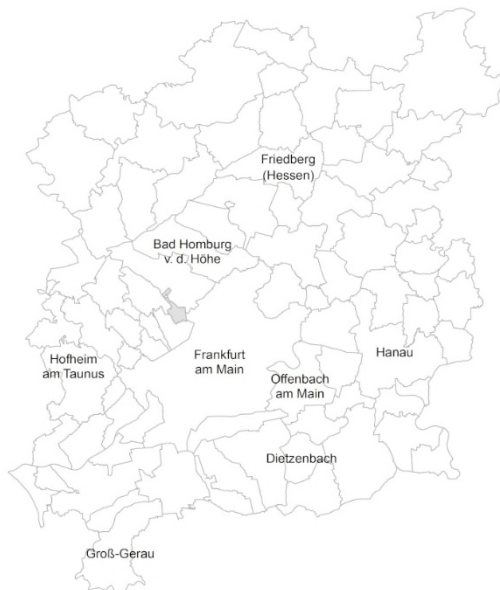 Friedberg
(Hessen)
Bad Homburg
v. d. Höhe
Hofheim
am Taunus
Frankfurt
am Main
Hanau
Offenbach
am Main
Dietzenbach
Groß-Gerau